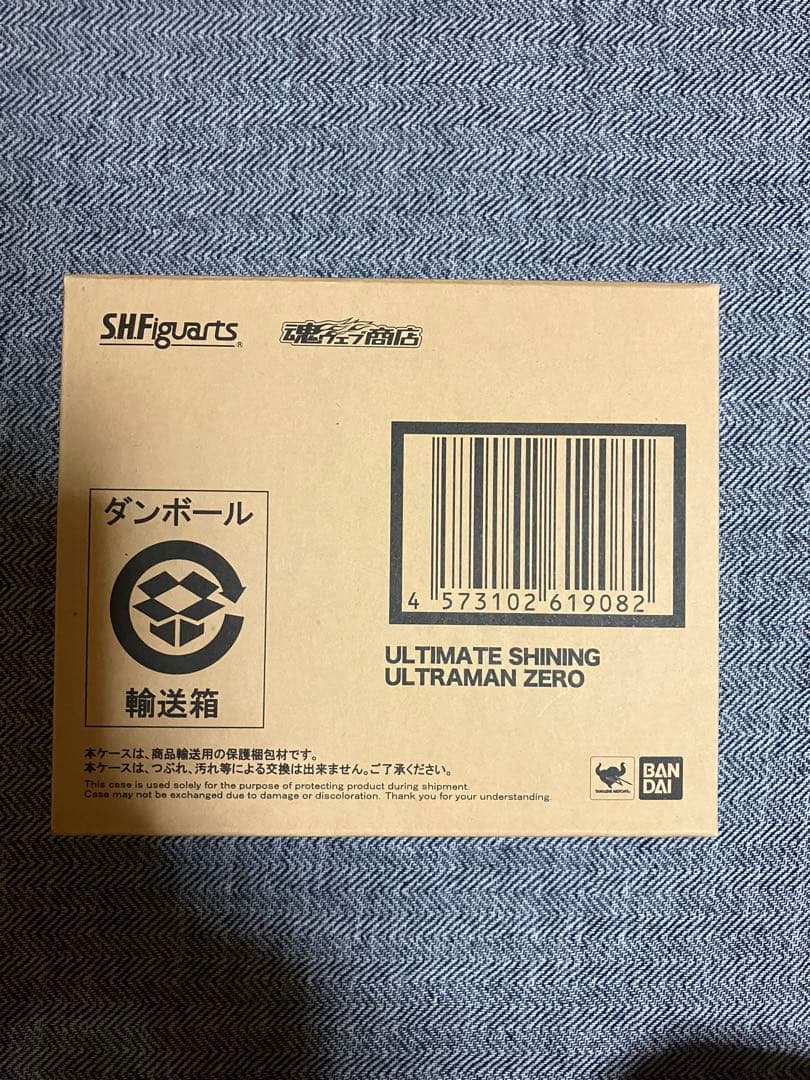 S.H.Figuarts®
魂ウェブ商店
4 573102 619082
ULTIMATE SHINING
ULTRAMAN ZERO
ダンボール
輸送箱
本ケースは、商品輸送用の保護梱包材です。
本ケースは、つぶれ、汚れ等による交換は出来ません。ご了承ください。
This case is used solely for the purpose of protecting product during shipment.
Case may not be exchanged due to damage or discoloration. Thank you for your understanding.
TAMASHII NATIONS
BAN
DAI